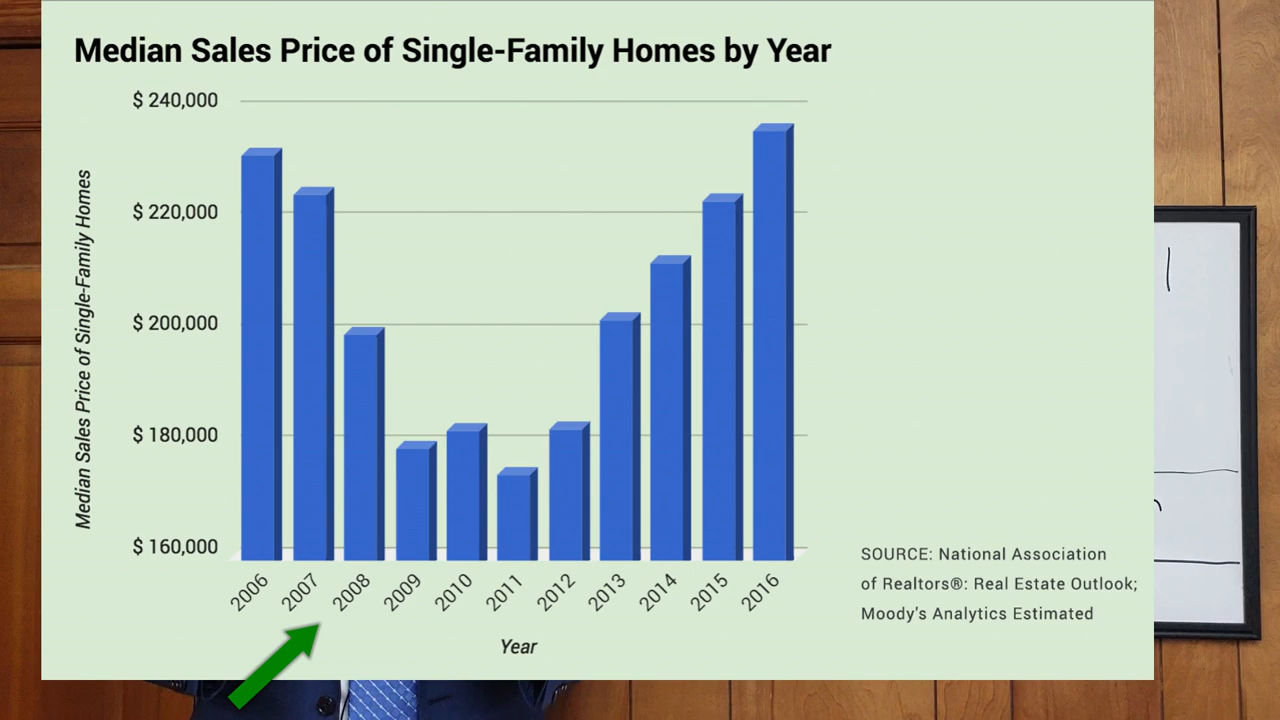 Median Sales Price of Single-Family Homes by Year
Median Sales Price of Single-Family Homes
$ 240,000
$ 220,000
$ 200,000
$ 180,000
$ 160,000
2006
2007
2008
2009
2010
2011
2012
2013
2014
2015
2016
Year
SOURCE: National Association
of Realtors®: Real Estate Outlook;
Moody's Analytics Estimated